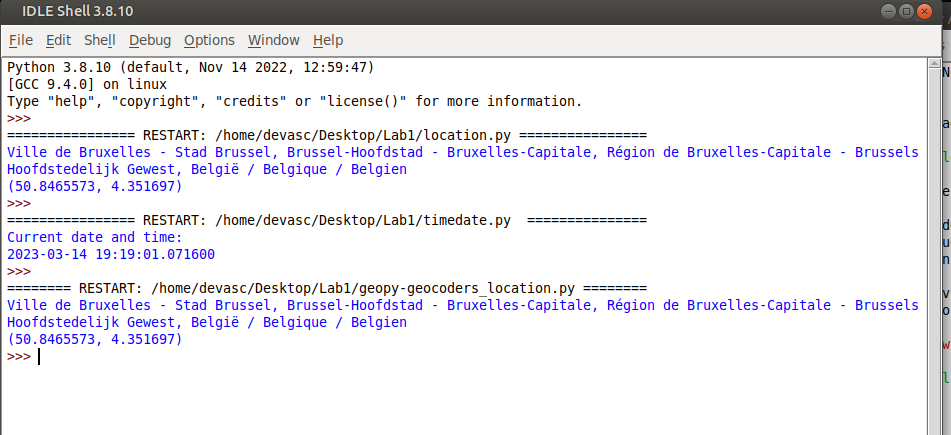 IDLE Shell 3.8.10
File Edit Shell Debug Options Window Help
Python 3.8.10 (default, Nov 14 2022, 12:59:47)
[GCC 9.4.0] on linux
Type "help", "copyright", "credits" or "license()" for more information.
>>>
================ RESTART: /home/devasc/Desktop/Lab1/location.py ================
Ville de Bruxelles - Stad Brussel, Brussel-Hoofdstad - Bruxelles-Capitale, Région de Bruxelles-Capitale - Brussels
Hoofdstedelijk Gewest, België / Belgique / Belgien
(50.8465573, 4.351697)
>>>
================ RESTART: /home/devasc/Desktop/Lab1/timedate.py  ===============
Current date and time:
2023-03-14 19:19:01.071600
>>>
======== RESTART: /home/devasc/Desktop/Lab1/geopy-geocoders_location.py ========
Ville de Bruxelles - Stad Brussel, Brussel-Hoofdstad - Bruxelles-Capitale, Région de Bruxelles-Capitale - Brussels
Hoofdstedelijk Gewest, België / Belgique / Belgien
(50.8465573, 4.351697)
>>>